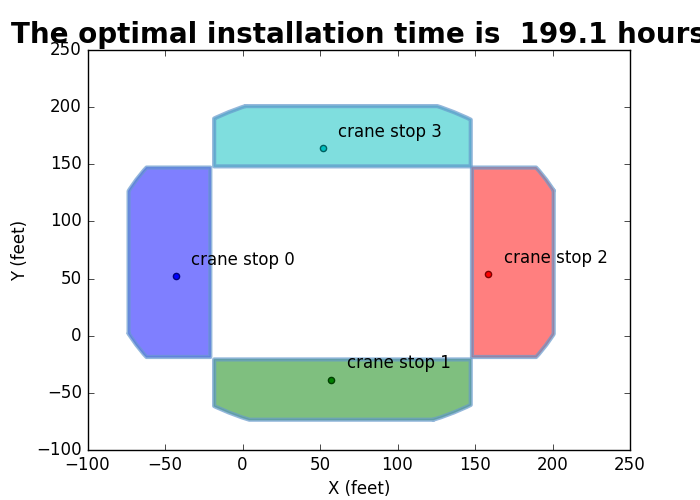 The optimal installation time is  199.1 hours
250
200
150
100
50
0
−50
−100
Y (feet)
crane stop 3
crane stop 0
crane stop 2
crane stop 1
−100
−50
0
50
100
150
200
250
X (feet)